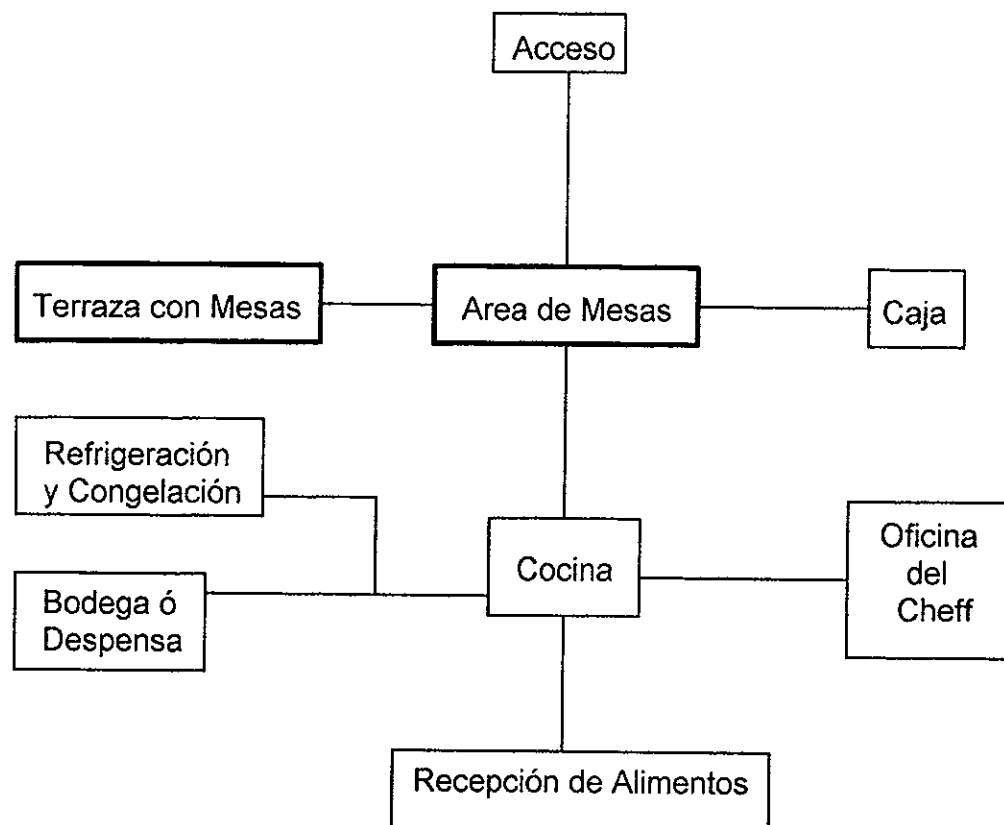 Acceso
Terraza con Mesas
Area de Mesas
Caja
Refrigeración
y Congelación
Cocina
Oficina
del
Cheff
Bodega ó
Despensa
Recepción de Alimentos